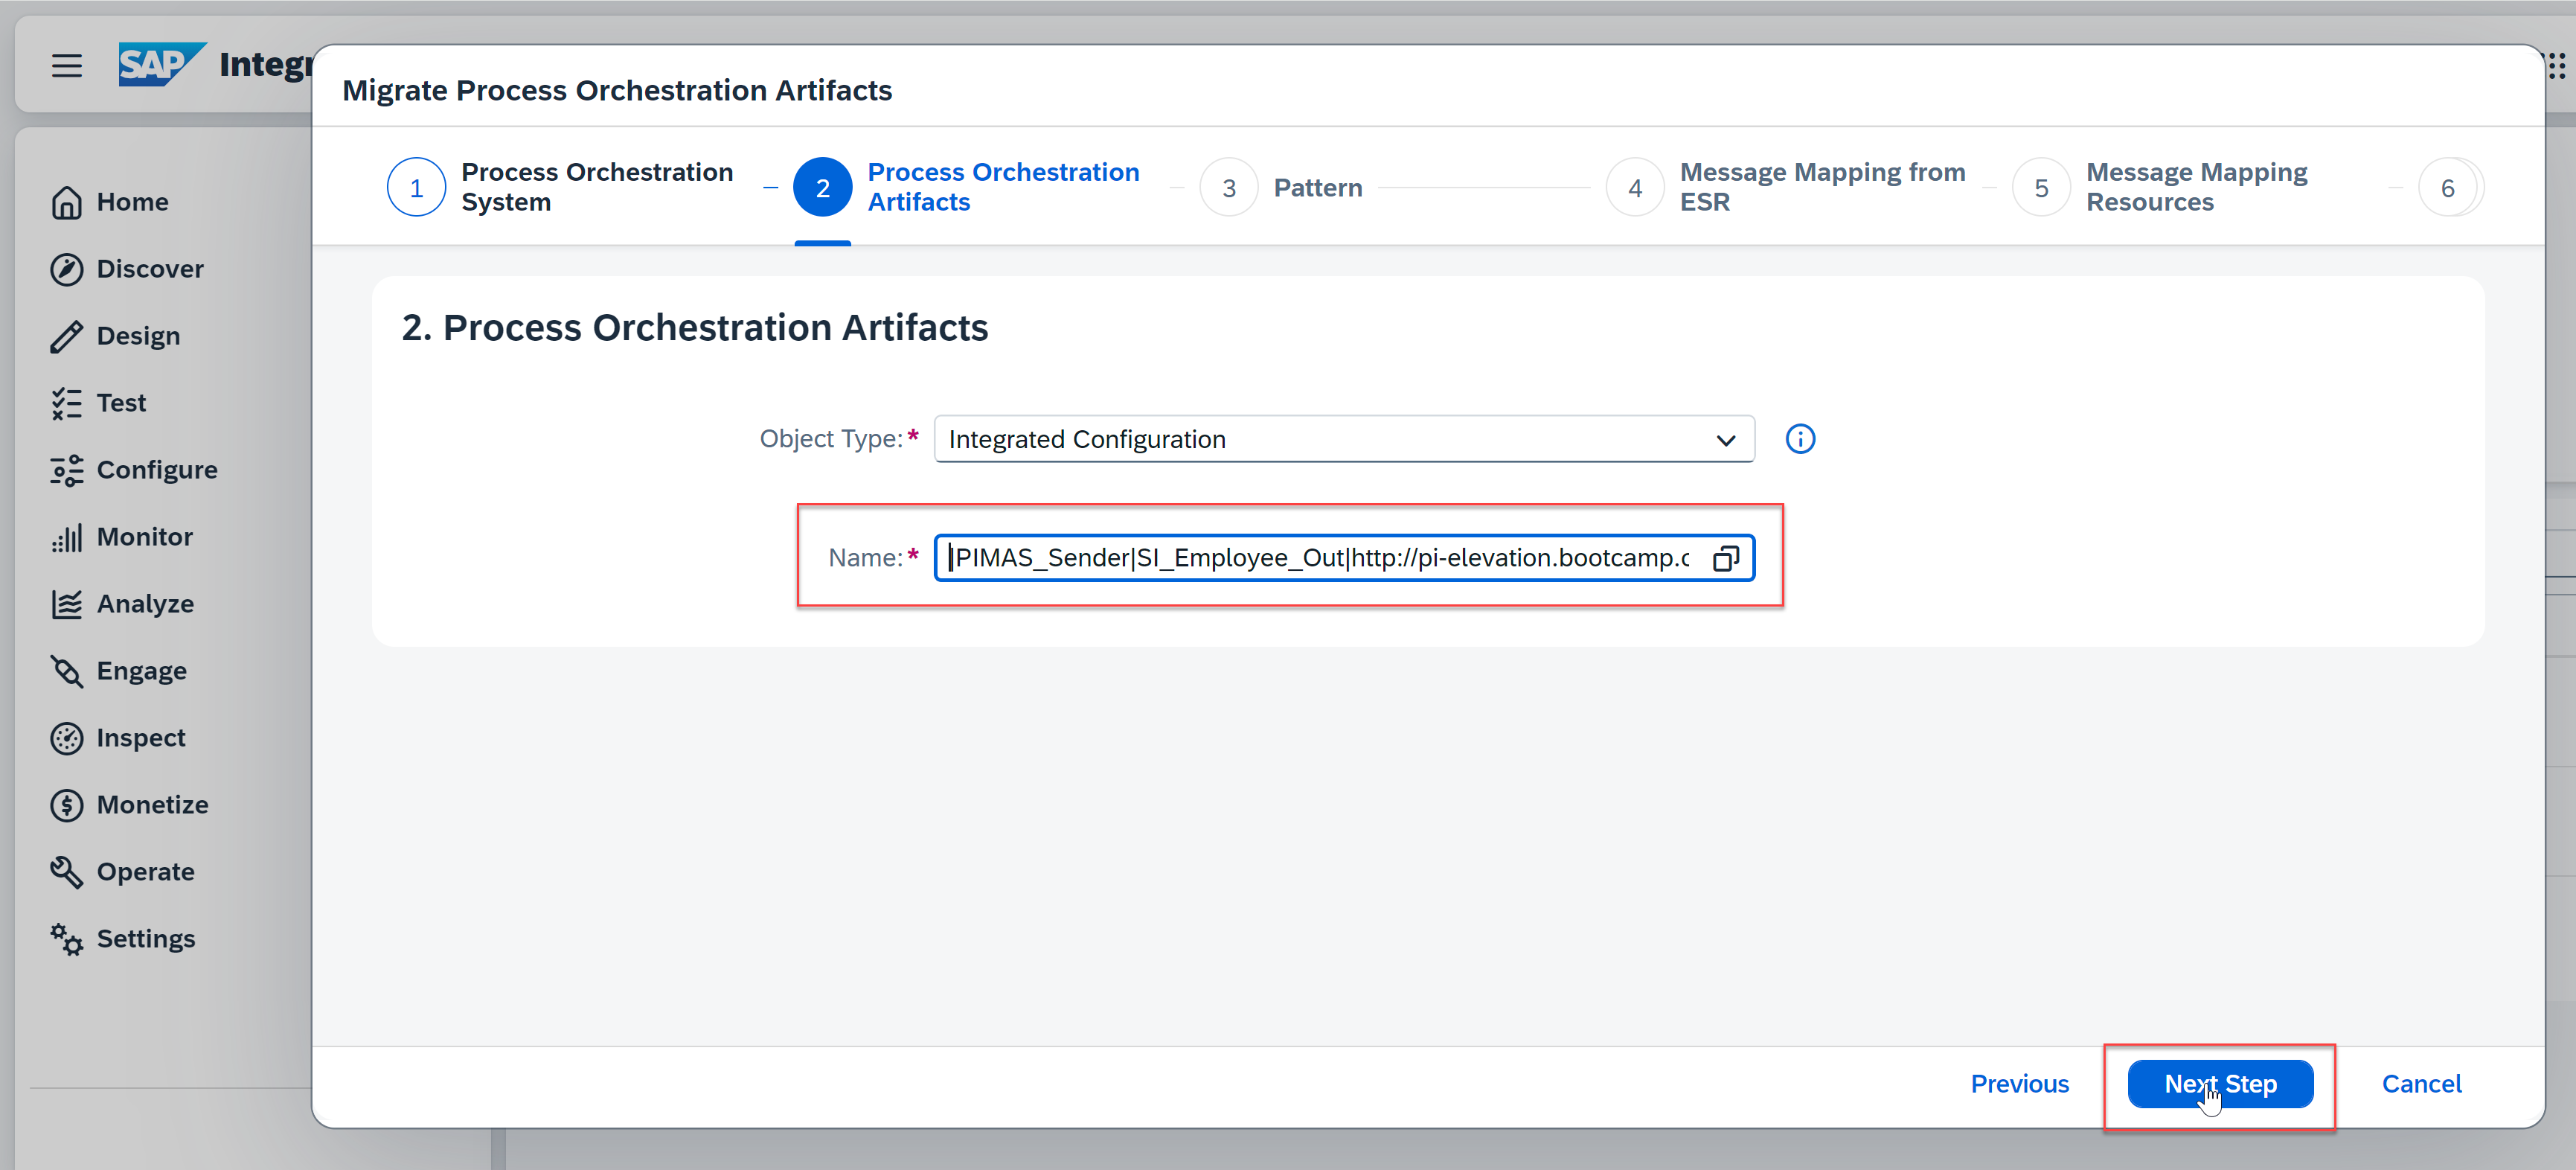 SAP Integr
Migrate Process Orchestration Artifacts
1 Process Orchestration
System
2 Process Orchestration
Artifacts
3 Pattern
4 Message Mapping from
ESR
5 Message Mapping
Resources
6
Home
Discover
Design
Test
Configure
Monitor
Analyze
Engage
Inspect
Monetize
Operate
Settings
2. Process Orchestration Artifacts
Object Type:* Integrated Configuration
Name:* |PIMAS_Sender|SI_Employee_Out|http://pi-elevation.bootcamp.c
Previous
Next Step
Cancel